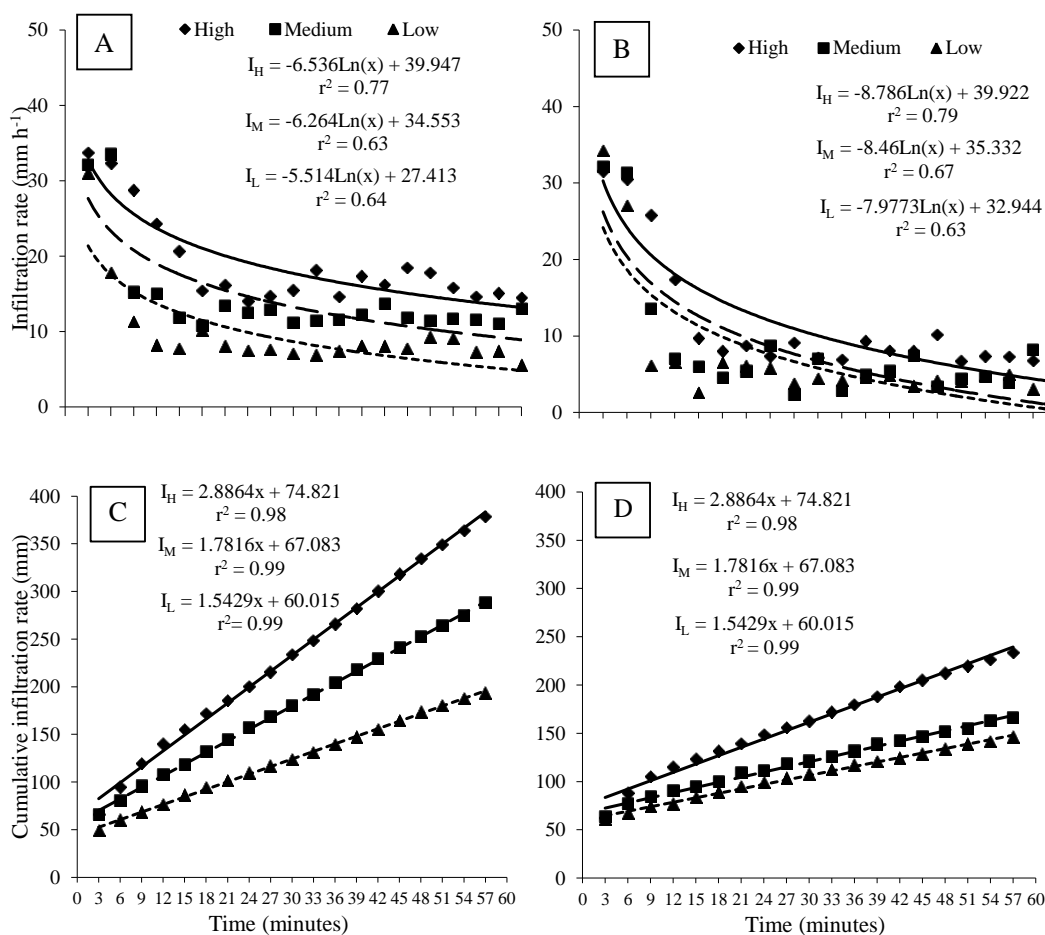 A
High Medium Low
I_H = -6.536Ln(x) + 39.947
r² = 0.77
I_M = -6.264Ln(x) + 34.553
r² = 0.63
I_L = -5.514Ln(x) + 27.413
r² = 0.64
50
40
30
20
10
0
Infiltration rate (mm h⁻¹)
B
High Medium Low
I_H = -8.786Ln(x) + 39.922
r² = 0.79
I_M = -8.46Ln(x) + 35.332
r² = 0.67
I_L = -7.9773Ln(x) + 32.944
r² = 0.63
50
40
30
20
10
0
C
I_H = 2.8864x + 74.821
r² = 0.98
I_M = 1.7816x + 67.083
r² = 0.99
I_L = 1.5429x + 60.015
r²= 0.99
400
350
300
250
200
150
100
50
0
Cumulative infiltration rate (mm)
0 3 6 9 12 15 18 21 24 27 30 33 36 39 42 45 48 51 54 57 60
Time (minutes)
D
I_H = 2.8864x + 74.821
r² = 0.98
I_M = 1.7816x + 67.083
r² = 0.99
I_L = 1.5429x + 60.015
r² = 0.99
400
350
300
250
200
150
100
50
0
0 3 6 9 12 15 18 21 24 27 30 33 36 39 42 45 48 51 54 57 60
Time (minutes)